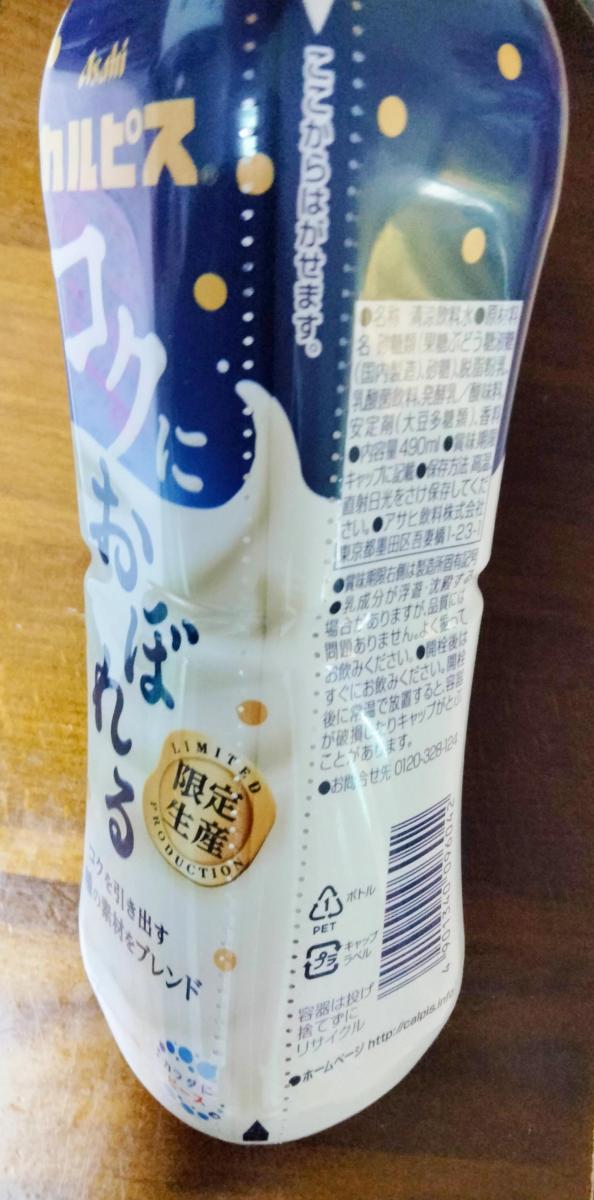 Asahi
カルピス®
コクに
おぼれる
LIMITED
限定
生産
PRODUCTION
コクを引き出す
の素材をブレンド
カラダに
ピース
ここからはがせます。
●名称 清涼飲料水●原材料
名 砂糖類(果糖ぶどう糖液糖
(国内製造)、砂糖)、脱脂粉乳、
乳酸菌飲料、発酵乳／酸味料、
安定剤(大豆多糖類)、香料
●内容量 490ml●賞味期限
キャップに記載●保存方法 高温・
直射日光をさけ保存してくだ
さい。●アサヒ飲料株式会社
東京都墨田区吾妻橋1-23-1
●賞味期限右側は製造所固有記号
●乳成分が浮遊・沈殿する
場合がありますが、品質には
問題ありません。よく振って
お飲みください。●開栓後は
すぐにお飲みください。開栓
後に常温で放置すると、容器
が破損したりキャップがとぶ
ことがあります。
●お問合せ先 0120-328-124
ボトル
PET
プラ
キャップ
ラベル
容器は投げ
捨てずに
リサイクル
●ホームページ http://calpis.info